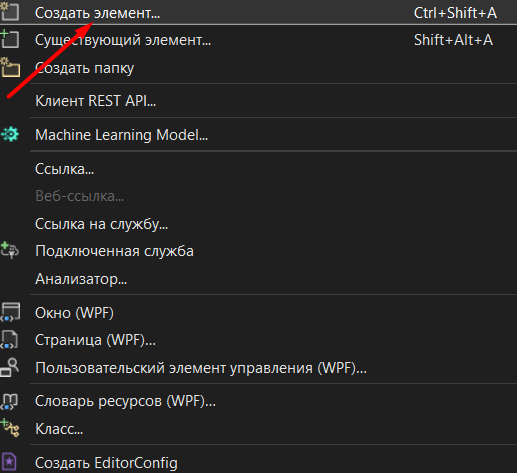 Создать элемент... Ctrl+Shift+A
Существующий элемент... Shift+Alt+A
Создать папку
Клиент REST API...
Machine Learning Model...
Ссылка...
Веб-ссылка...
Ссылка на службу...
Подключенная служба
Анализатор...
Окно (WPF)
Страница (WPF)...
Пользовательский элемент управления (WPF)...
Словарь ресурсов (WPF)...
Класс...
Создать EditorConfig